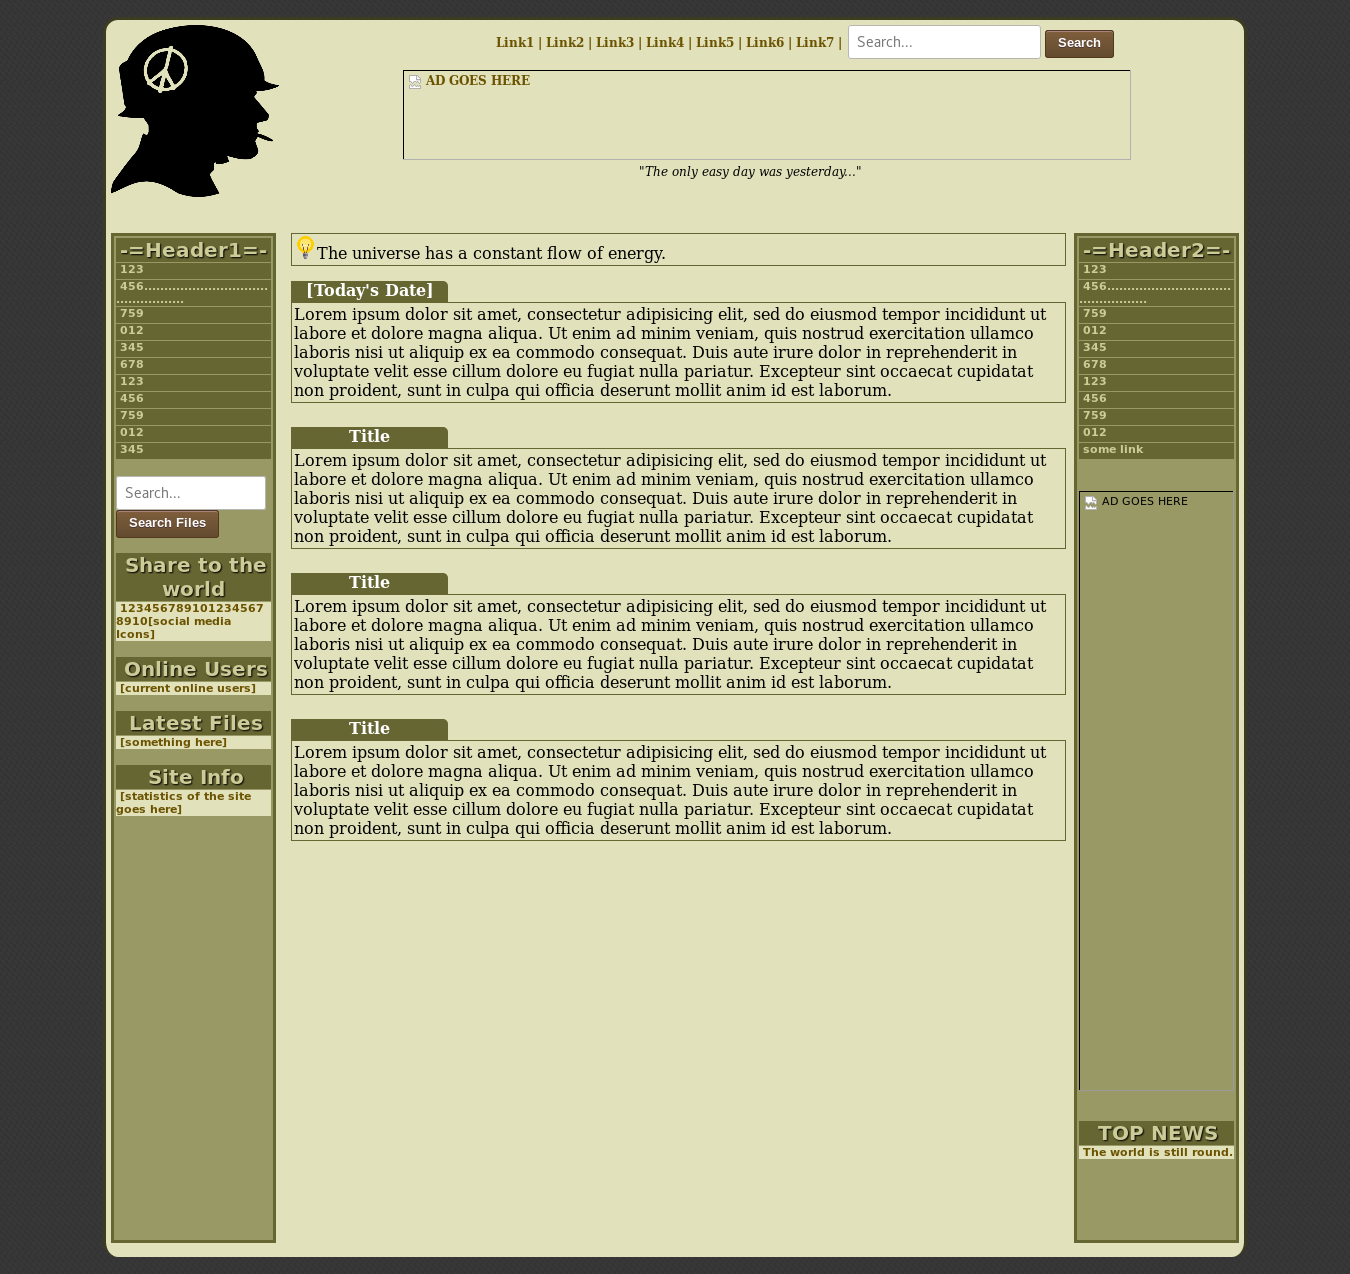 Link1 | Link2 | Link3 | Link4 | Link5 | Link6 | Link7 | Search... Search
AD GOES HERE
"The only easy day was yesterday..."
-=Header1=-
123
456...............................
.................
759
012
345
678
123
456
759
012
345
Search...
Search Files
Share to the
world
123456789101234567
8910[social media
Icons]
Online Users
[current online users]
Latest Files
[something here]
Site Info
[statistics of the site
goes here]
The universe has a constant flow of energy.
[Today's Date]
Lorem ipsum dolor sit amet, consectetur adipisicing elit, sed do eiusmod tempor incididunt ut
labore et dolore magna aliqua. Ut enim ad minim veniam, quis nostrud exercitation ullamco
laboris nisi ut aliquip ex ea commodo consequat. Duis aute irure dolor in reprehenderit in
voluptate velit esse cillum dolore eu fugiat nulla pariatur. Excepteur sint occaecat cupidatat
non proident, sunt in culpa qui officia deserunt mollit anim id est laborum.
Title
Lorem ipsum dolor sit amet, consectetur adipisicing elit, sed do eiusmod tempor incididunt ut
labore et dolore magna aliqua. Ut enim ad minim veniam, quis nostrud exercitation ullamco
laboris nisi ut aliquip ex ea commodo consequat. Duis aute irure dolor in reprehenderit in
voluptate velit esse cillum dolore eu fugiat nulla pariatur. Excepteur sint occaecat cupidatat
non proident, sunt in culpa qui officia deserunt mollit anim id est laborum.
Title
Lorem ipsum dolor sit amet, consectetur adipisicing elit, sed do eiusmod tempor incididunt ut
labore et dolore magna aliqua. Ut enim ad minim veniam, quis nostrud exercitation ullamco
laboris nisi ut aliquip ex ea commodo consequat. Duis aute irure dolor in reprehenderit in
voluptate velit esse cillum dolore eu fugiat nulla pariatur. Excepteur sint occaecat cupidatat
non proident, sunt in culpa qui officia deserunt mollit anim id est laborum.
Title
Lorem ipsum dolor sit amet, consectetur adipisicing elit, sed do eiusmod tempor incididunt ut
labore et dolore magna aliqua. Ut enim ad minim veniam, quis nostrud exercitation ullamco
laboris nisi ut aliquip ex ea commodo consequat. Duis aute irure dolor in reprehenderit in
voluptate velit esse cillum dolore eu fugiat nulla pariatur. Excepteur sint occaecat cupidatat
non proident, sunt in culpa qui officia deserunt mollit anim id est laborum.
-=Header2=-
123
456...............................
.................
759
012
345
678
123
456
759
012
some link
AD GOES HERE
TOP NEWS
The world is still round.